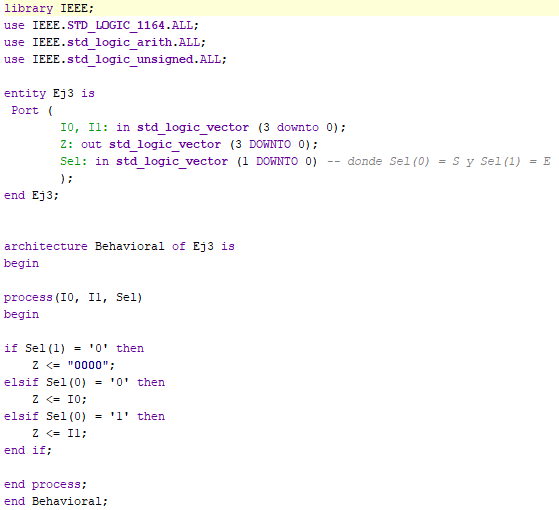 library IEEE;
use IEEE.STD_LOGIC_1164.ALL;
use IEEE.std_logic_arith.ALL;
use IEEE.std_logic_unsigned.ALL;
entity Ej3 is
Port (
I0, I1: in std_logic_vector (3 downto 0);
Z: out std_logic_vector (3 DOWNTO 0);
Sel: in std_logic_vector (1 DOWNTO 0) -- donde Sel(0) = S y Sel(1) = E
);
end Ej3;
architecture Behavioral of Ej3 is
begin
process(I0, I1, Sel)
begin
if Sel(1) = '0' then
Z <= "0000";
elsif Sel(0) = '0' then
Z <= I0;
elsif Sel(0) = '1' then
Z <= I1;
end if;
end process;
end Behavioral;